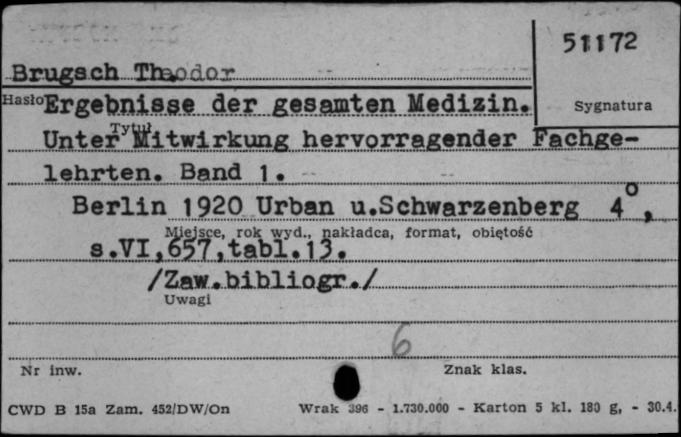 51172
Brugsch Theodor
Hasło Ergebnisse der gesamten Medizin.
Sygnatura
Tytuł
Unter Mitwirkung hervorragender Fachge-
lehrten. Band 1.
Berlin 1920 Urban u.Schwarzenberg 4°,
Miejsce, rok wyd., nakładca, format, obiętość
s.VI,657,tabl.13.
/Zaw.bibliogr./
Uwagi
6
Nr inw. Znak klas.
CWD B 15a Zam. 452/DW/On Wrak 396 - 1.730.000 - Karton 5 kl. 180 g, - 30.4.